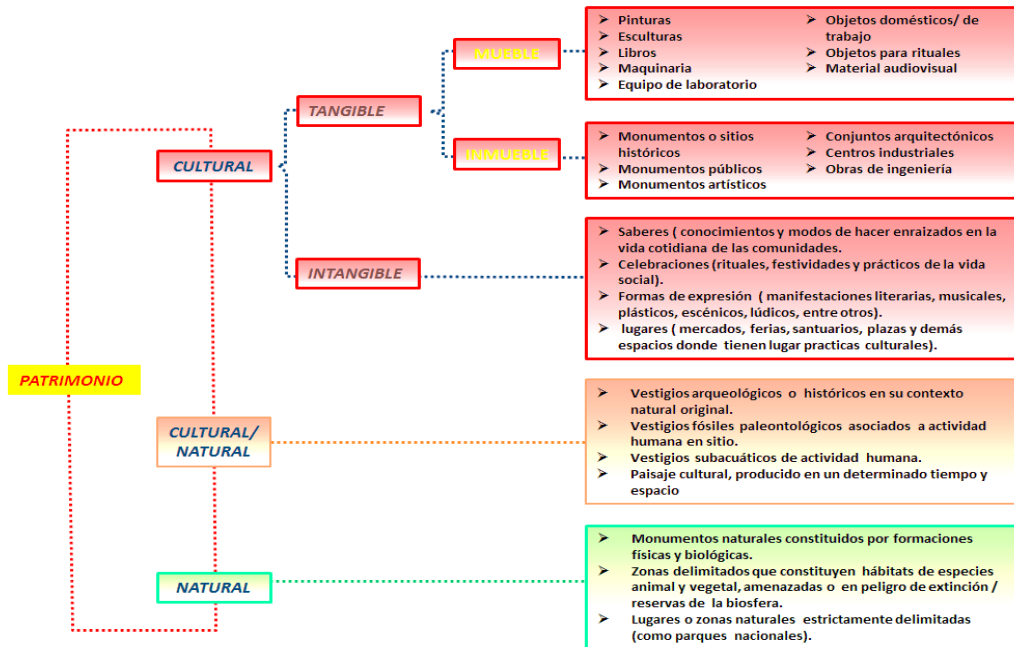 PATRIMONIO
CULTURAL
TANGIBLE
MUEBLE
➤ Pinturas
➤ Esculturas
➤ Libros
➤ Maquinaria
➤ Equipo de laboratorio
➤ Objetos domésticos/ de
trabajo
➤ Objetos para rituales
➤ Material audiovisual
INMUEBLE
➤ Monumentos o sitios
históricos
➤ Monumentos públicos
➤ Monumentos artísticos
➤ Conjuntos arquitectónicos
➤ Centros industriales
➤ Obras de ingeniería
INTANGIBLE
➤ Saberes ( conocimientos y modos de hacer enraizados en la
vida cotidiana de las comunidades.
➤ Celebraciones (rituales, festividades y prácticos de la vida
social).
➤ Formas de expresión ( manifestaciones literarias, musicales,
plásticos, escénicos, lúdicos, entre otros).
➤ lugares ( mercados, ferias, santuarios, plazas y demás
espacios donde tienen lugar practicas culturales).
CULTURAL/
NATURAL
➤ Vestigios arqueológicos o históricos en su contexto
natural original.
➤ Vestigios fósiles paleontológicos asociados a actividad
humana en sitio.
➤ Vestigios subacuáticos de actividad humana.
➤ Paisaje cultural, producido en un determinado tiempo y
espacio
NATURAL
➤ Monumentos naturales constituidos por formaciones
físicas y biológicas.
➤ Zonas delimitados que constituyen hábitats de especies
animal y vegetal, amenazadas o en peligro de extinción /
reservas de la biosfera.
➤ Lugares o zonas naturales estrictamente delimitadas
(como parques nacionales).